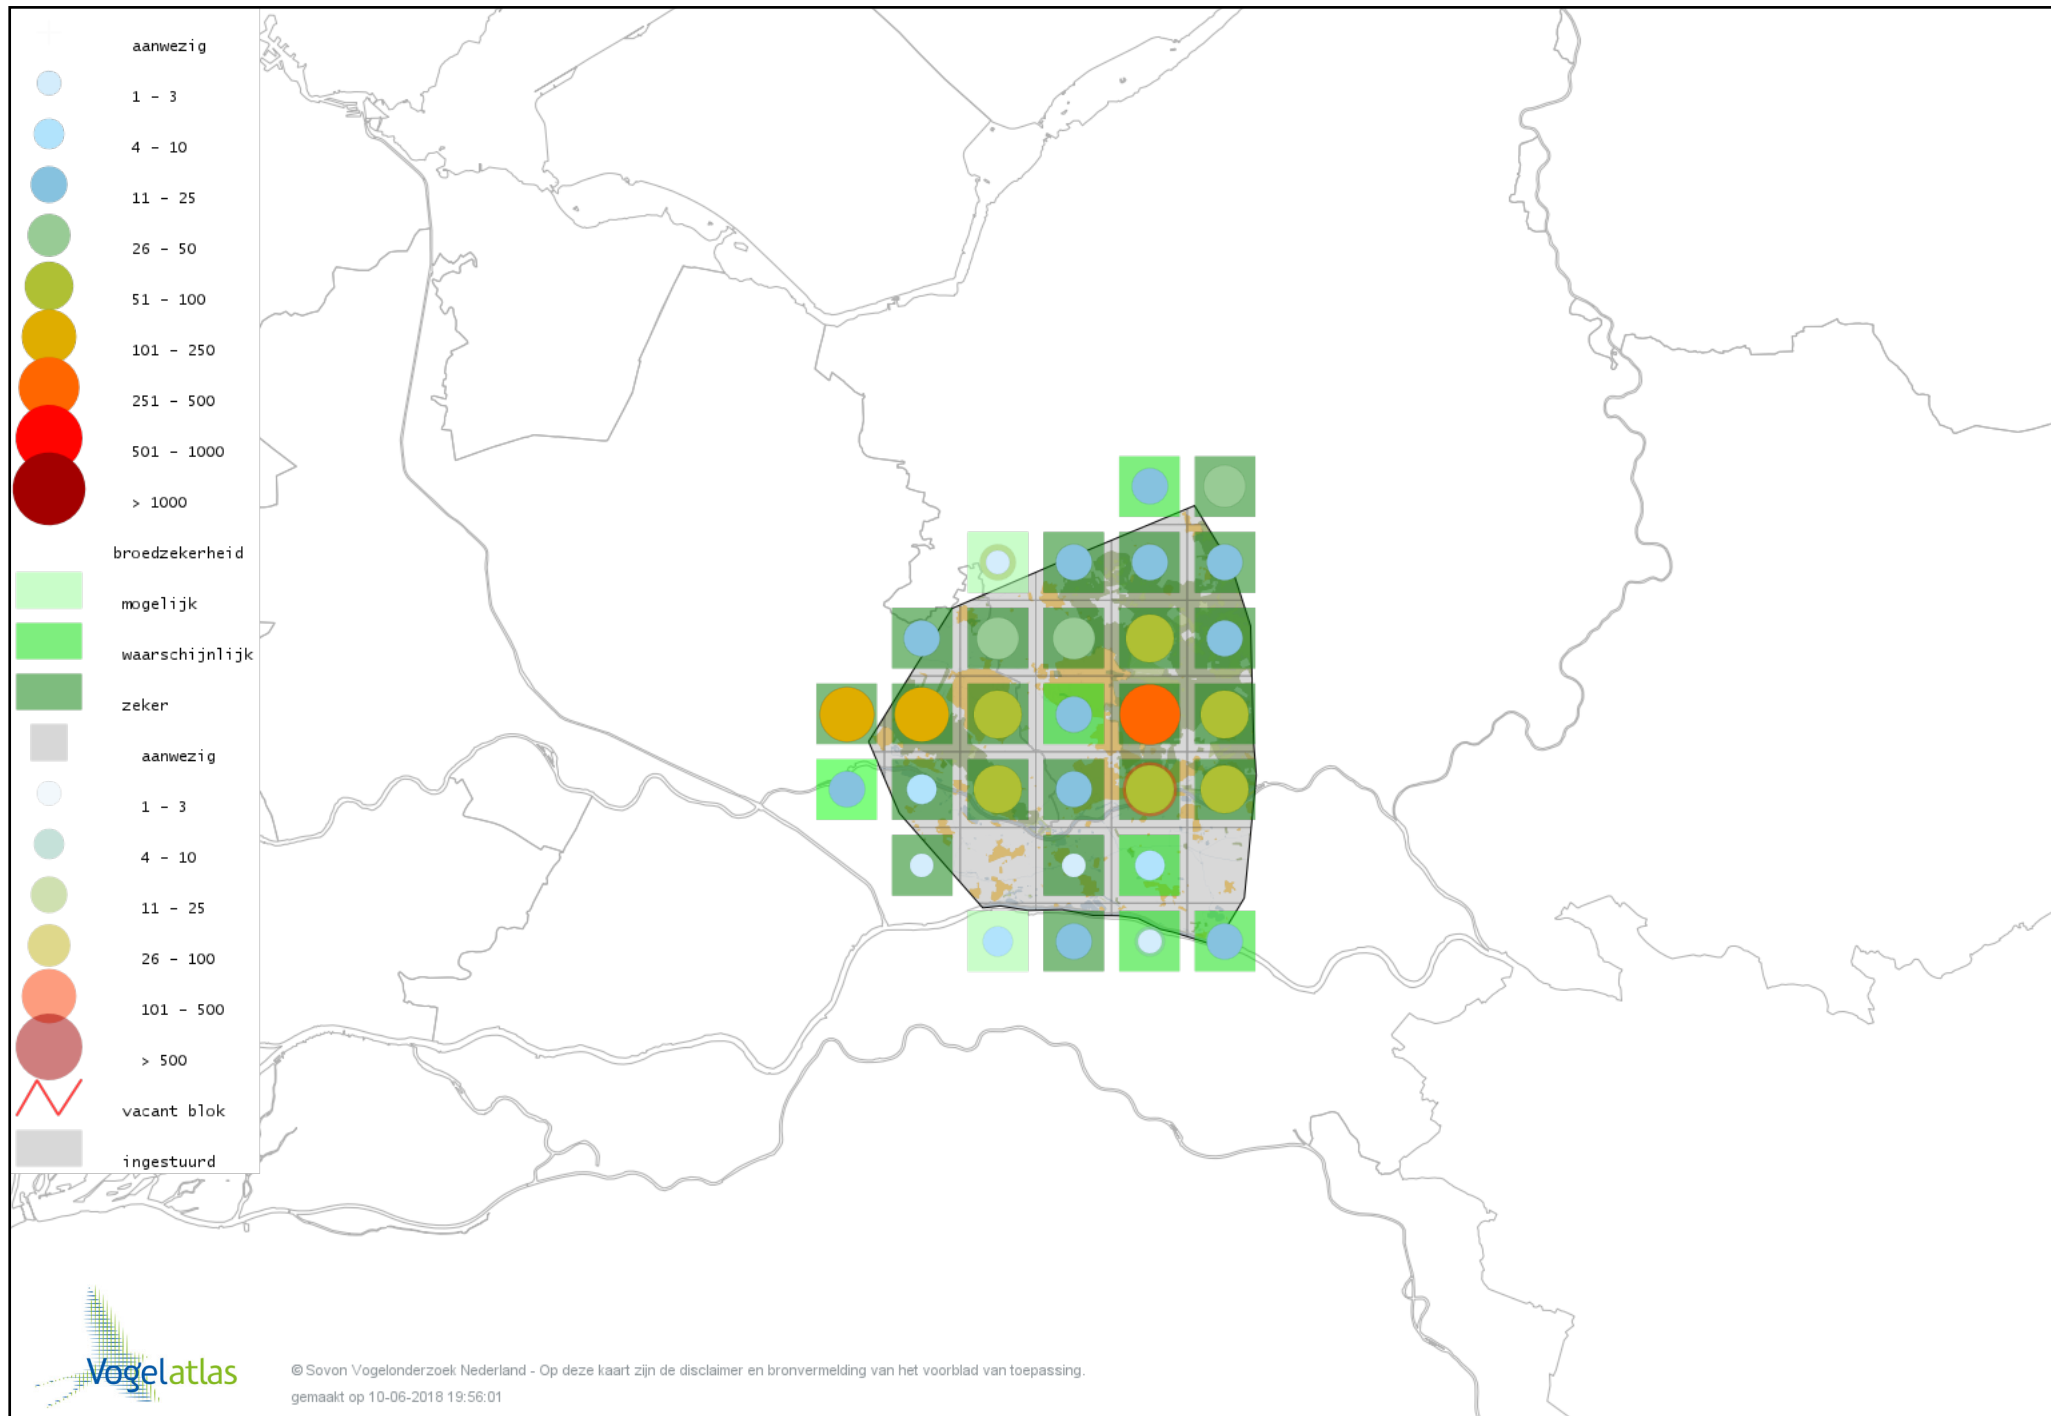 aanwezig
1 - 3
4 - 10
11 - 25
26 - 50
51 - 100
101 - 250
251 - 500
501 - 1000
> 1000
broedzekerheid
mogelijk
waarschijnlijk
zeker
aanwezig
1 - 3
4 - 10
11 - 25
26 - 100
101 - 500
> 500
vacant blok
ingestuurd
Vogelatlas
© Sovon Vogelonderzoek Nederland - Op deze kaart zijn de disclaimer en bronvermelding van het voorblad van toepassing.
gemaakt op 10-06-2018 19:56:01